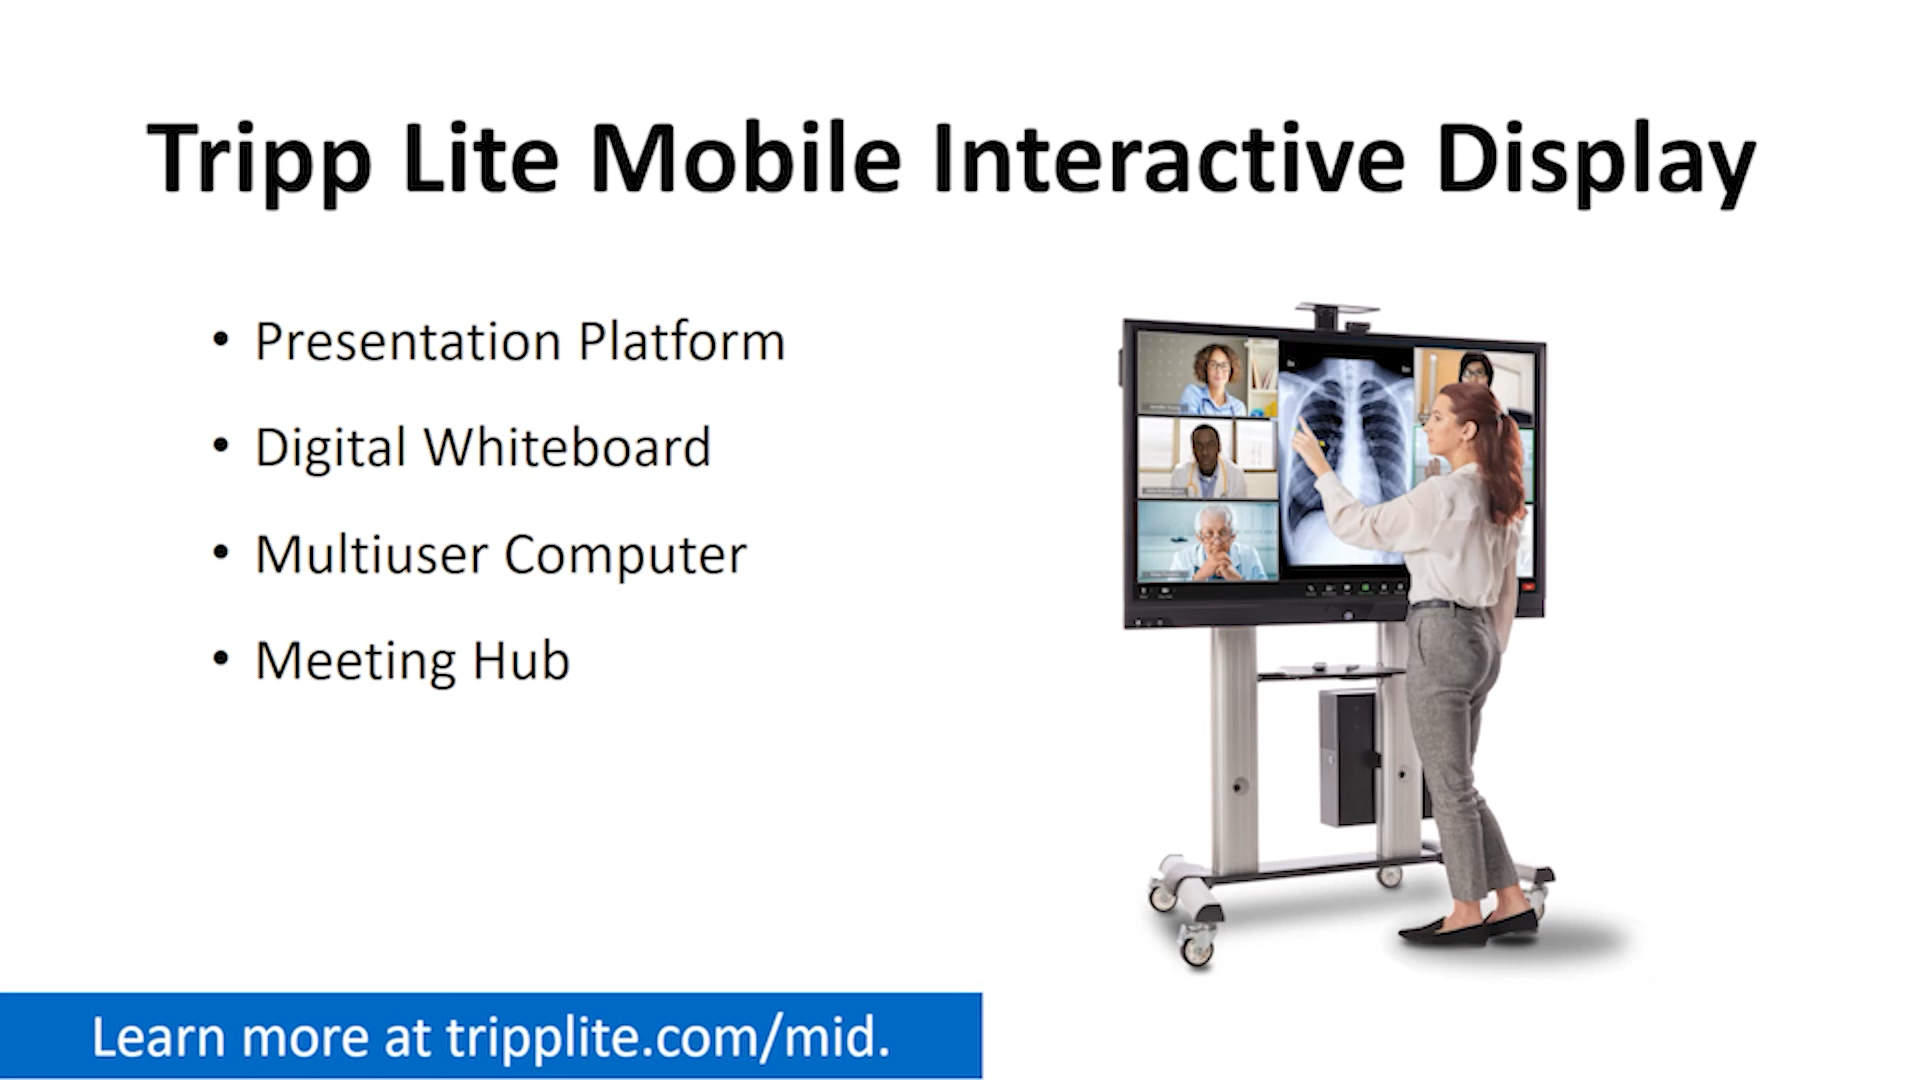 Tripp Lite Mobile Interactive Display
• Presentation Platform
• Digital Whiteboard
• Multiuser Computer
• Meeting Hub
Learn more at tripplite.com/mid.